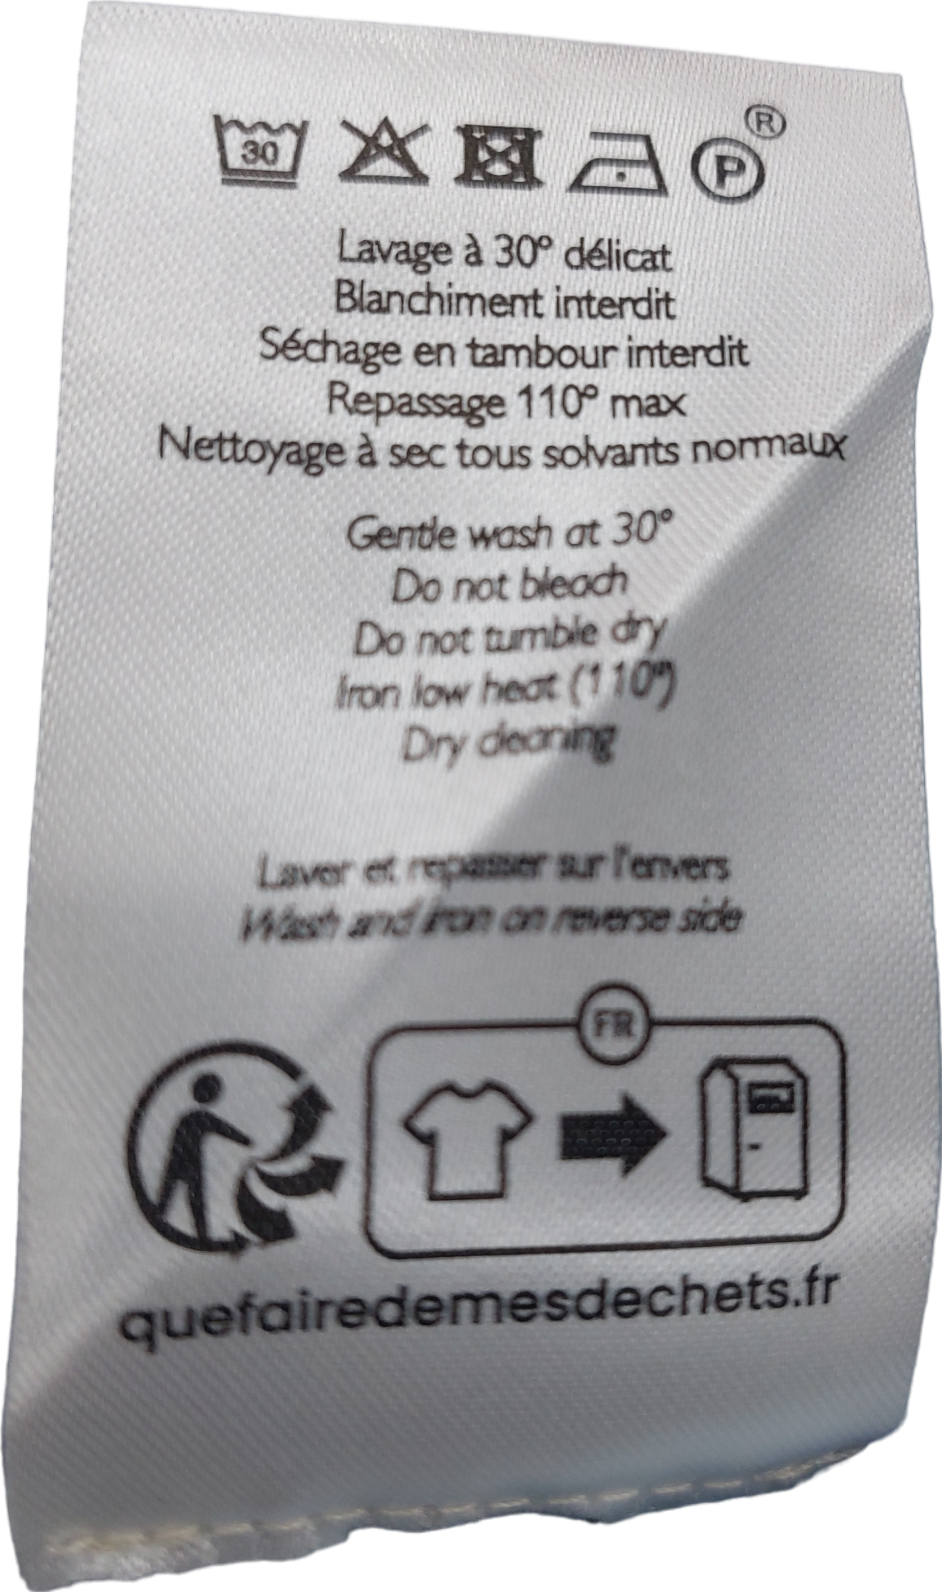 30 P ®
Lavage à 30° délicat
Blanchiment interdit
Séchage en tambour interdit
Repassage 110° max
Nettoyage à sec tous solvants normaux
Gentle wash at 30°
Do not bleach
Do not tumble dry
Iron low heat (110°)
Dry cleaning
Laver et repasser sur l'envers
Wash and iron on reverse side
FR
quefairedemesdechets.fr